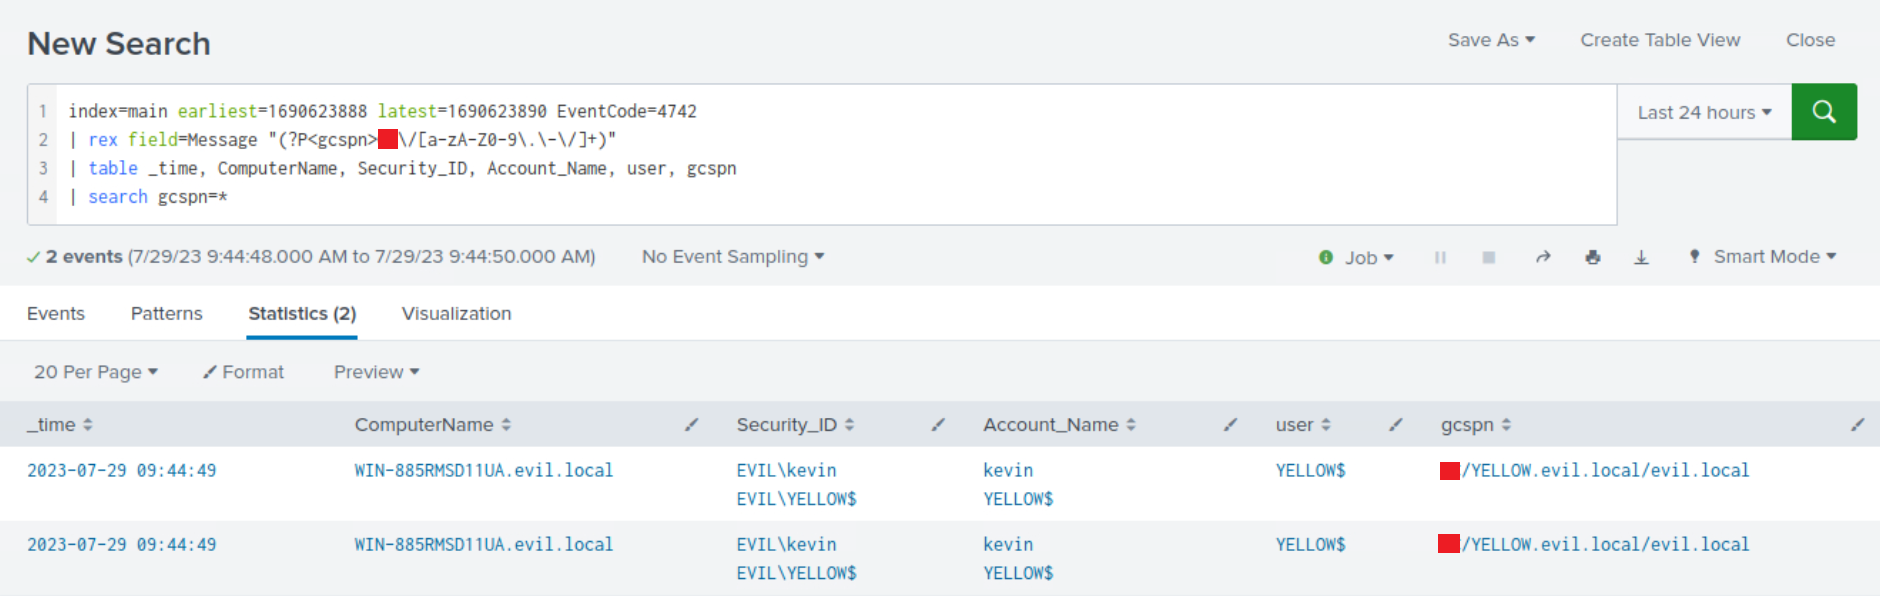 New Search
Save As
Create Table View
Close
1 index=main earliest=1690623888 latest=1690623890 EventCode=4742
2 | rex field=Message "(?P<gcspn>\/[a-zA-Z0-9\.\-\/]+)"
3 | table _time, ComputerName, Security_ID, Account_Name, user, gcspn
4 | search gcspn=*
Last 24 hours
2 events (7/29/23 9:44:48.000 AM to 7/29/23 9:44:50.000 AM)
No Event Sampling
Job
Smart Mode
Events
Patterns
Statistics (2)
Visualization
20 Per Page
Format
Preview
_time ComputerName Security_ID Account_Name user gcspn
2023-07-29 09:44:49 WIN-885RMSD11UA.evil.local EVIL\kevin kevin YELLOW$ /YELLOW.evil.local/evil.local
EVIL\YELLOW$ YELLOW$
2023-07-29 09:44:49 WIN-885RMSD11UA.evil.local EVIL\kevin kevin YELLOW$ /YELLOW.evil.local/evil.local
EVIL\YELLOW$ YELLOW$